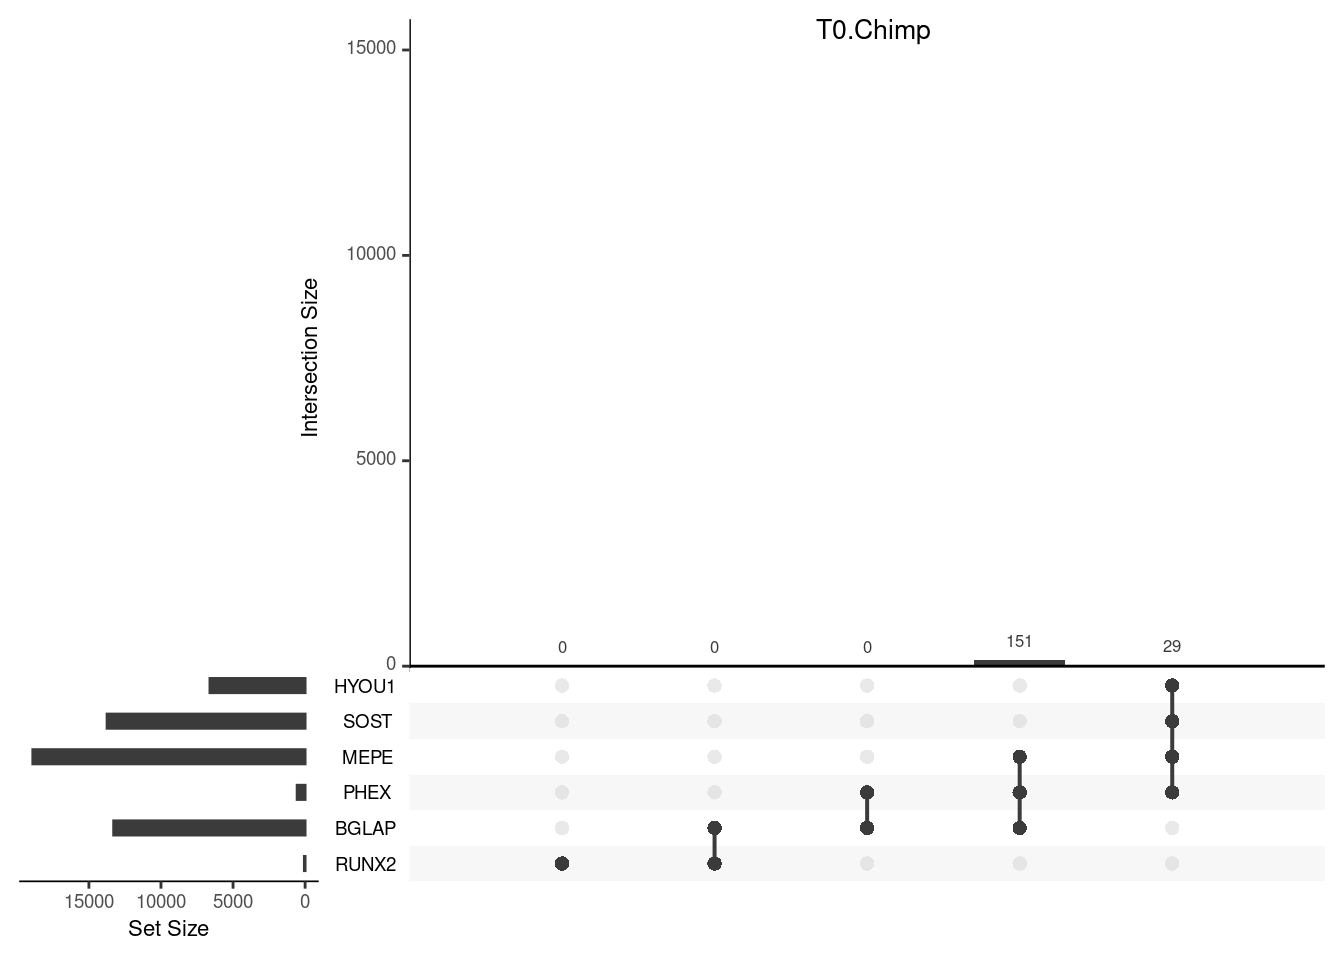 T0.Chimp
15000
10000
5000
0
Intersection Size
0
0
0
151
29
HYOU1
SOST
MEPE
PHEX
BGLAP
RUNX2
15000 10000 5000 0
Set Size